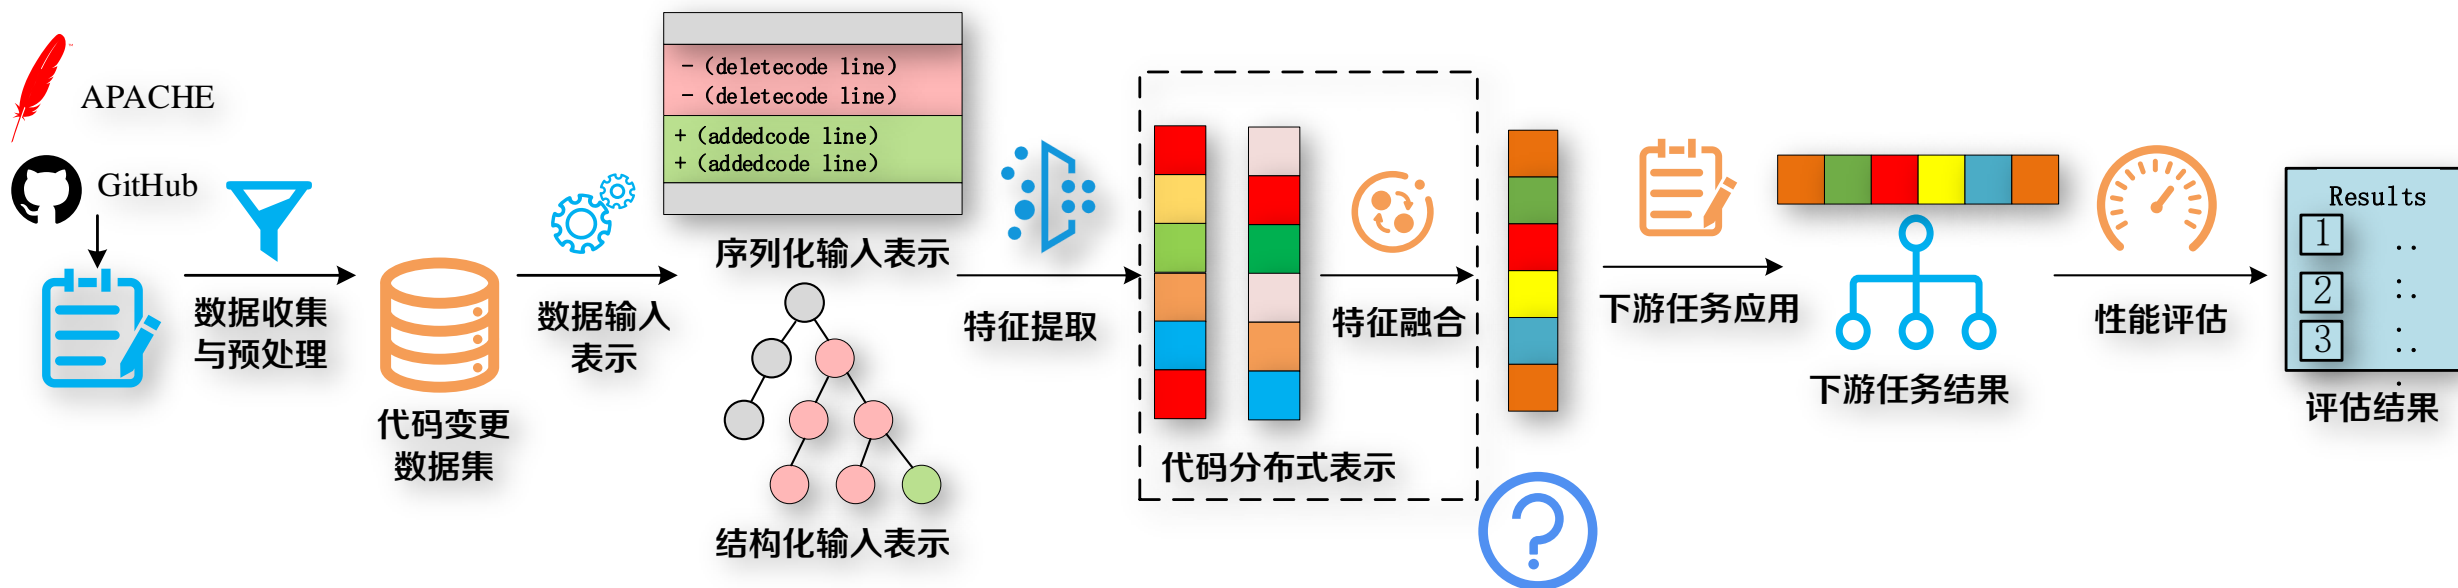 APACHE
GitHub
数据收集
与预处理
代码变更
数据集
数据输入
表示
- (deletecode line)
- (deletecode line)
+ (addedcode line)
+ (addedcode line)
序列化输入表示
结构化输入表示
特征提取
代码分布式表示
特征融合
?
下游任务应用
下游任务结果
性能评估
Results
1
2
3
评估结果